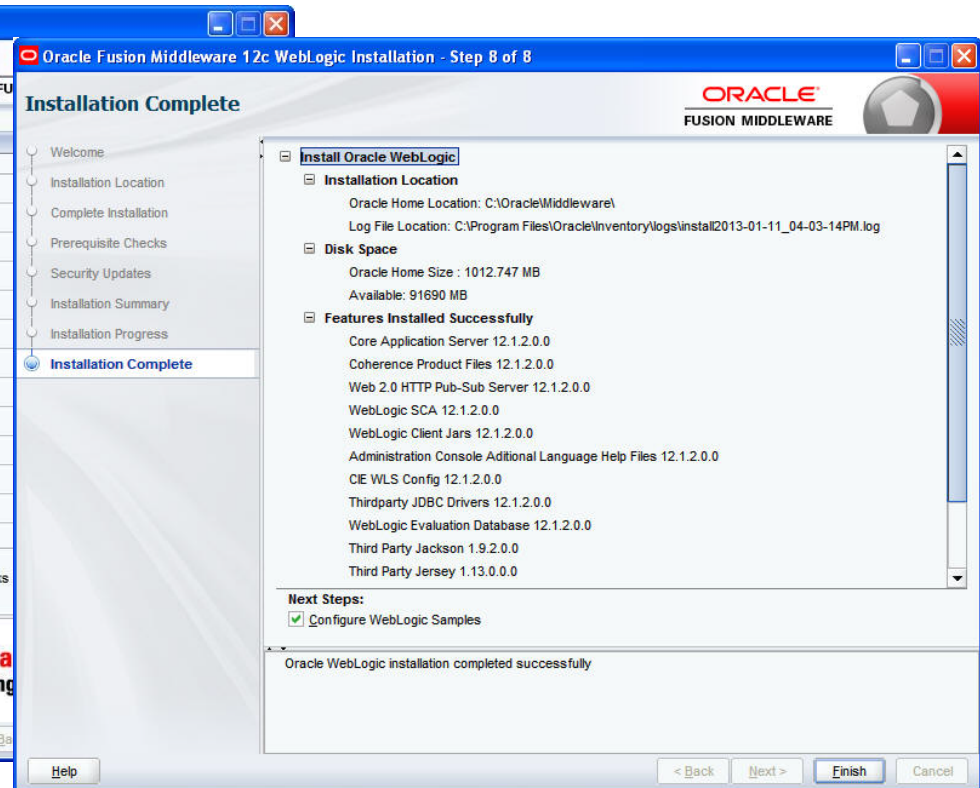 Oracle Fusion Middleware 12c WebLogic Installation - Step 8 of 8
Installation Complete
ORACLE
FUSION MIDDLEWARE
Welcome
Installation Location
Complete Installation
Prerequisite Checks
Security Updates
Installation Summary
Installation Progress
Installation Complete
Install Oracle WebLogic
Installation Location
Oracle Home Location: C:\Oracle\Middleware\
Log File Location: C:\Program Files\Oracle\Inventory\logs\install2013-01-11_04-03-14PM.log
Disk Space
Oracle Home Size : 1012.747 MB
Available: 91690 MB
Features Installed Successfully
Core Application Server 12.1.2.0.0
Coherence Product Files 12.1.2.0.0
Web 2.0 HTTP Pub-Sub Server 12.1.2.0.0
WebLogic SCA 12.1.2.0.0
WebLogic Client Jars 12.1.2.0.0
Administration Console Aditional Language Help Files 12.1.2.0.0
CIE WLS Config 12.1.2.0.0
Thirdparty JDBC Drivers 12.1.2.0.0
WebLogic Evaluation Database 12.1.2.0.0
Third Party Jackson 1.9.2.0.0
Third Party Jersey 1.13.0.0.0
Next Steps:
Configure WebLogic Samples
Oracle WebLogic installation completed successfully
Help
< Back
Next >
Finish
Cancel